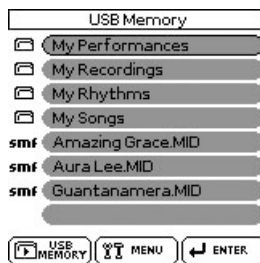 USB Memory
My Performances
My Recordings
My Rhythms
My Songs
smf Amazing Grace.MID
smf Aura Lee.MID
smf Guantanamera.MID
USB MEMORY MENU ENTER